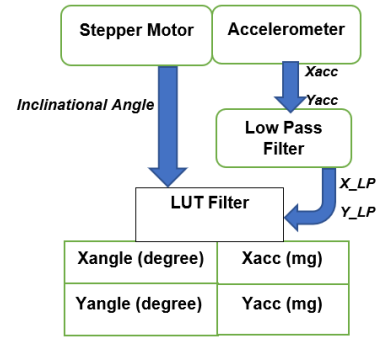 Stepper Motor
Accelerometer
Xacc
Inclinational Angle
Yacc
Low Pass
Filter
X_LP
LUT Filter
Y_LP
Xangle (degree)
Xacc (mg)
Yangle (degree)
Yacc (mg)